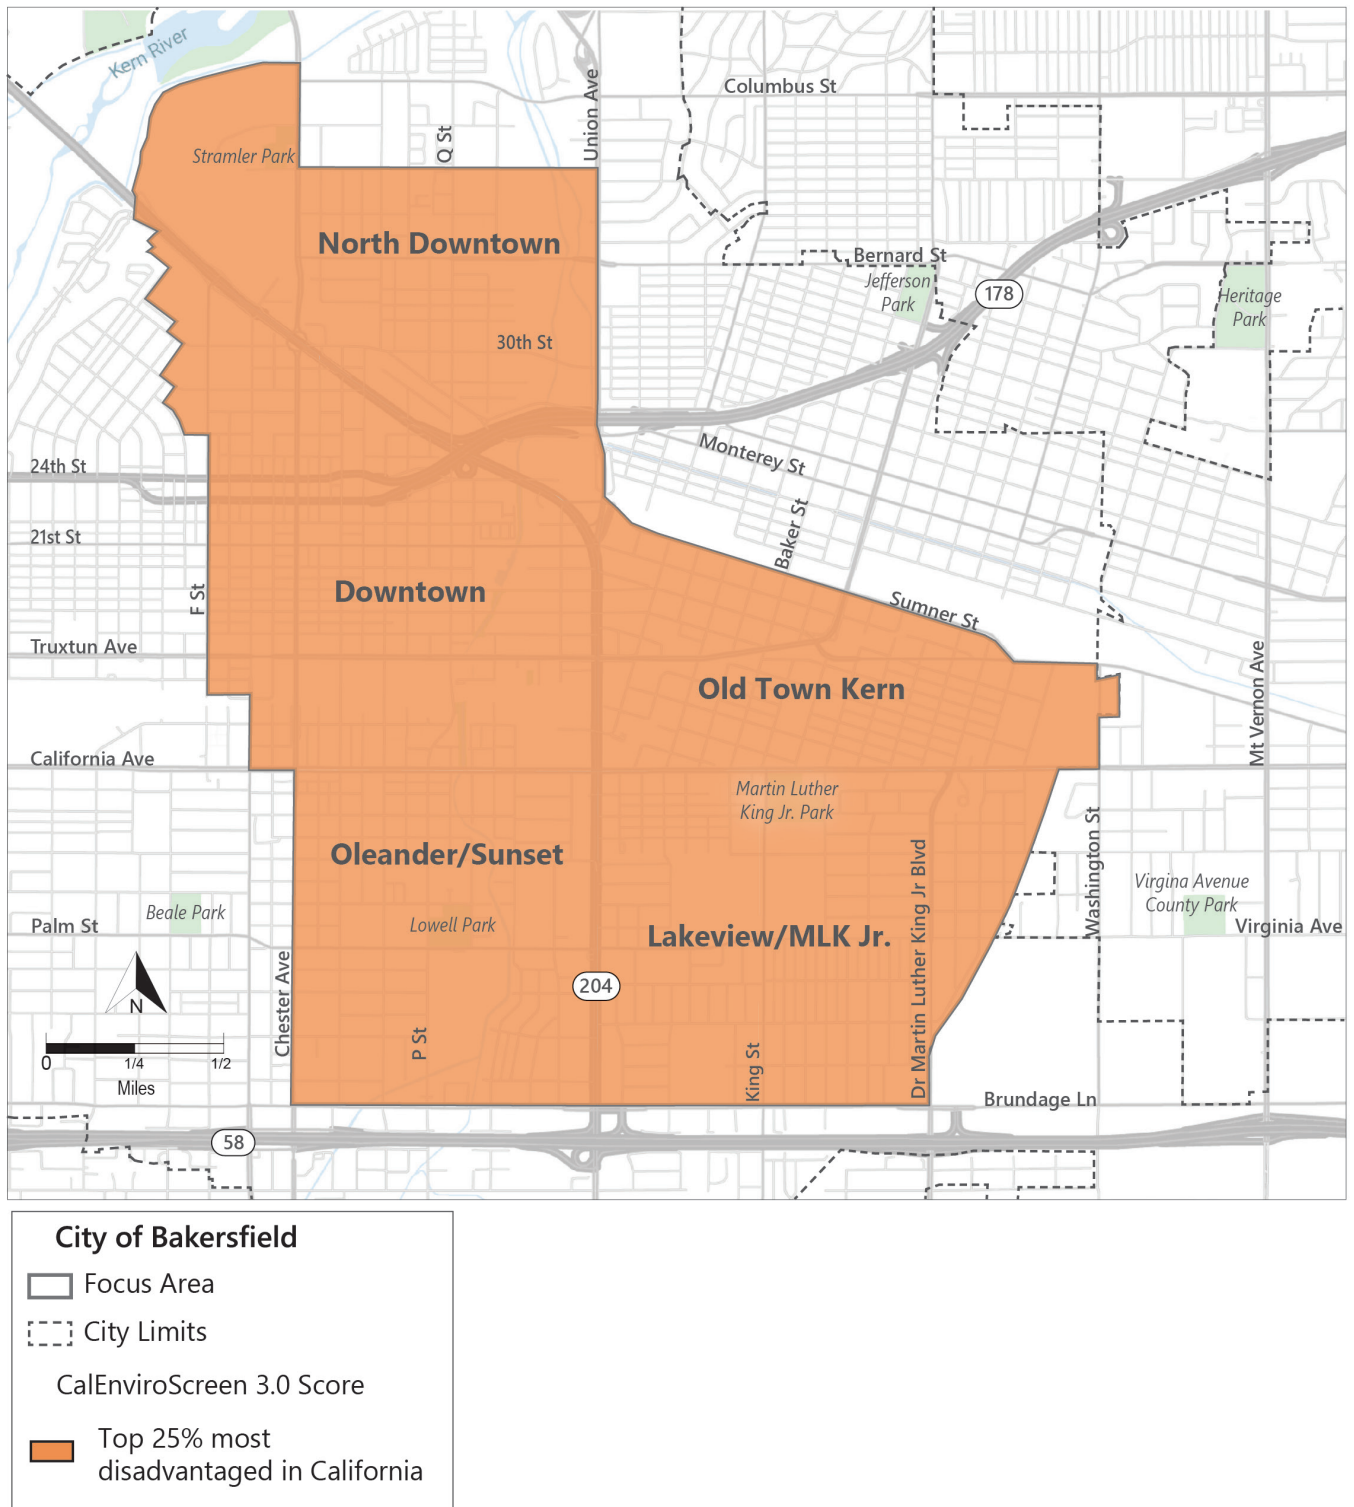 Kern River
Columbus St
Union Ave
Q St
Stramler Park
North Downtown
Bernard St
Jefferson
Park
178
Heritage
Park
30th St
Monterey St
24th St
Baker St
21st St
F St
Downtown
Sumner St
Truxtun Ave
Mt Vernon Ave
Old Town Kern
California Ave
Martin Luther
King Jr. Park
Washington St
Oleander/Sunset
Dr Martin Luther King Jr Blvd
Virgina Avenue
County Park
Beale Park
Lowell Park
Palm St
Virginia Ave
Lakeview/MLK Jr.
Chester Ave
N
204
P St
King St
0
1/4
1/2
Miles
Brundage Ln
58
City of Bakersfield
Focus Area
City Limits
CalEnviroScreen 3.0 Score
Top 25% most
disadvantaged in California